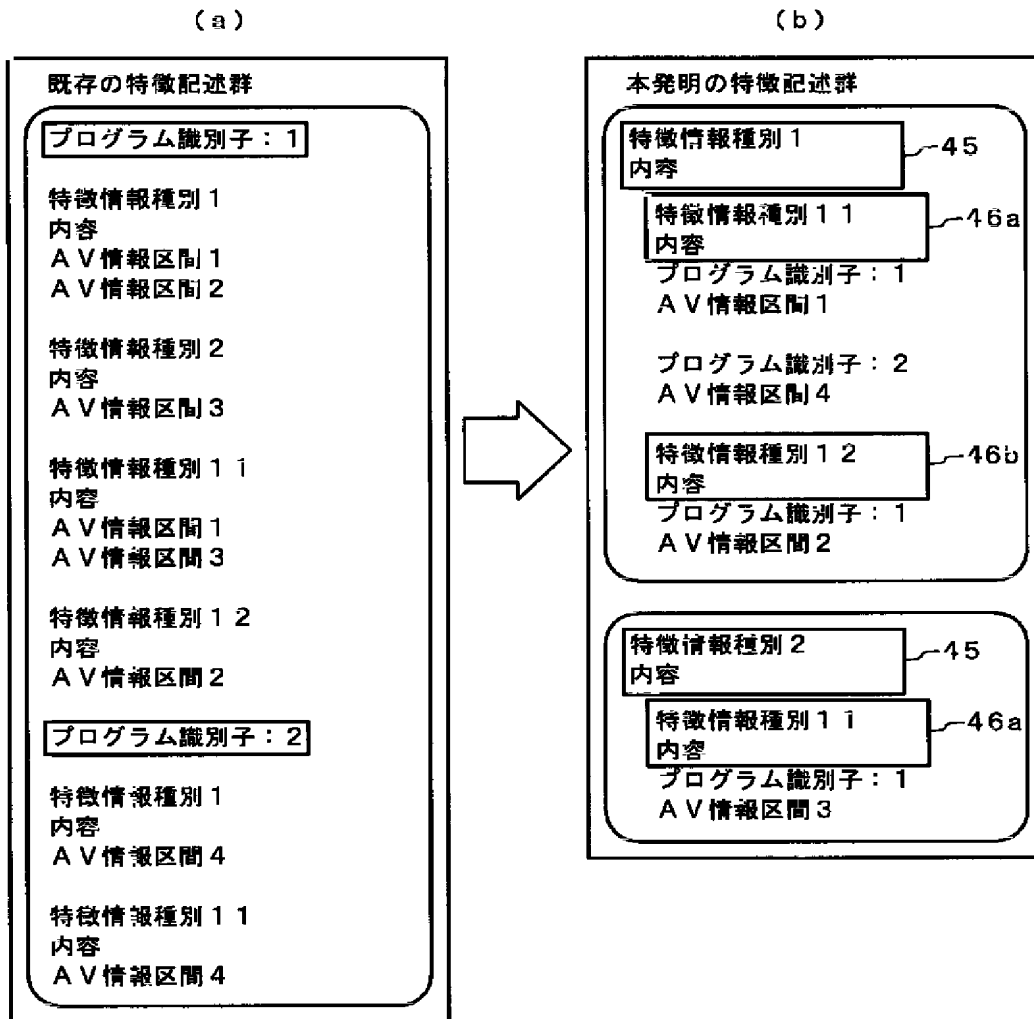 (a)
既存の特徴記述群
プログラム識別子：1
特徴情報種別1
内容
AV情報区間1
AV情報区間2
特徴情報種別2
内容
AV情報区間3
特徴情報種別11
内容
AV情報区間1
AV情報区間3
特徴情報種別12
内容
AV情報区間2
プログラム識別子：2
特徴情報種別1
内容
AV情報区間4
特徴情報種別11
内容
AV情報区間4
(b)
本発明の特徴記述群
特徴情報種別1
内容
45
特徴情報種別11
内容
46a
プログラム識別子：1
AV情報区間1
プログラム識別子：2
AV情報区間4
特徴情報種別12
内容
46b
プログラム識別子：1
AV情報区間2
特徴情報種別2
内容
45
特徴情報種別11
内容
46a
プログラム識別子：1
AV情報区間3